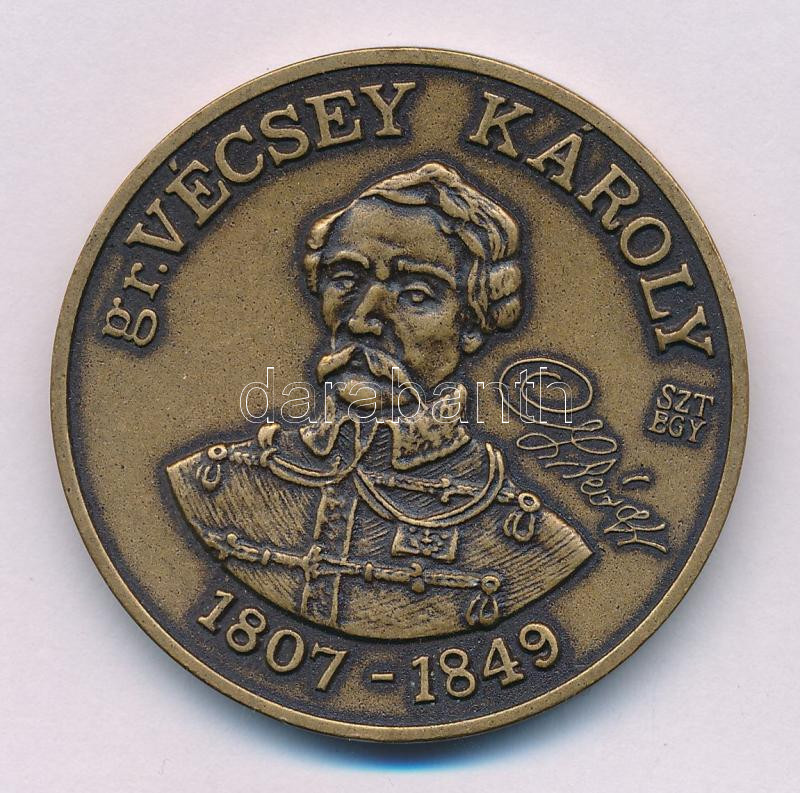 gr. VÉCSEY KÁROLY
SZT
EGY
1807 - 1849
darabanth